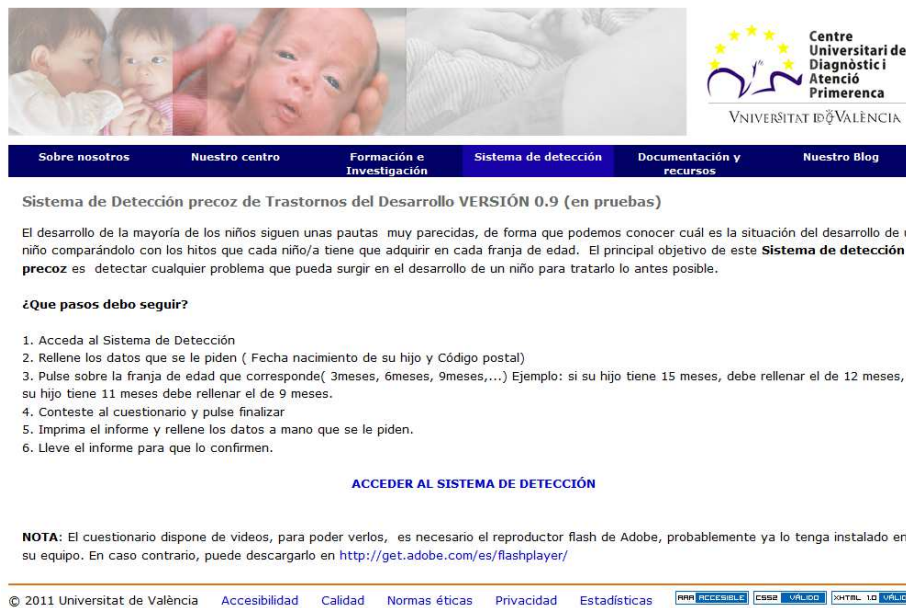 Centre
Universitari de
Diagnòstic i
Atenció
Primerenca
VNIVERSITAT ID VALÈNCIA
Sobre nosotros
Nuestro centro
Formación e
Investigación
Sistema de detección
Documentación y
recursos
Nuestro Blog
Sistema de Detección precoz de Trastornos del Desarrollo VERSIÓN 0.9 (en pruebas)
El desarrollo de la mayoría de los niños siguen unas pautas muy parecidas, de forma que podemos conocer cuál es la situación del desarrollo de
niño comparándolo con los hitos que cada niño/a tiene que adquirir en cada franja de edad. El principal objetivo de este Sistema de detección
precoz es detectar cualquier problema que pueda surgir en el desarrollo de un niño para tratarlo lo antes posible.
¿Que pasos debo seguir?
1. Acceda al Sistema de Detección
2. Rellene los datos que se le piden ( Fecha nacimiento de su hijo y Código postal)
3. Pulse sobre la franja de edad que corresponde( 3meses, 6meses, 9meses,...) Ejemplo: si su hijo tiene 15 meses, debe rellenar el de 12 meses,
su hijo tiene 11 meses debe rellenar el de 9 meses.
4. Conteste al cuestionario y pulse finalizar
5. Imprima el informe y rellene los datos a mano que se le piden.
6. Lleve el informe para que lo confirmen.
ACCEDER AL SISTEMA DE DETECCIÓN
NOTA: El cuestionario dispone de videos, para poder verlos, es necesario el reproductor flash de Adobe, probablemente ya lo tenga instalado en
su equipo. En caso contrario, puede descargarlo en http://get.adobe.com/es/flashplayer/
© 2011 Universitat de València Accesibilidad Calidad Normas éticas Privacidad Estadísticas AAA ACCESIBLE CSS2 VÁLIDO XHTML 1.0